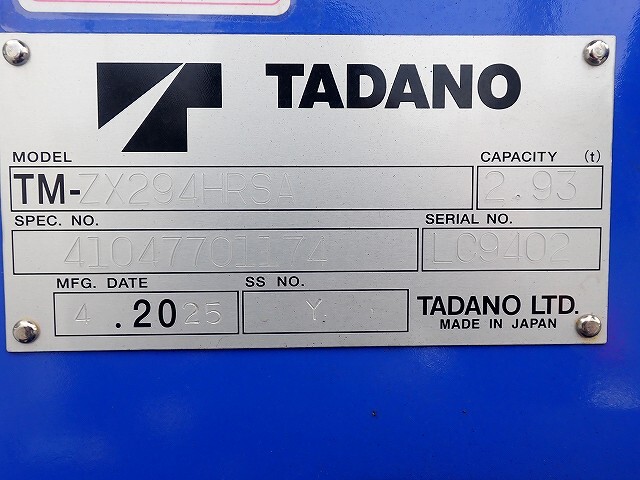 TADANO
MODEL
CAPACITY (t)
TM-ZX294HRSA
2.93
SPEC. NO.
SERIAL NO.
410477011174
LC9402
MFG. DATE
SS NO.
4 .2025
Y
TADANO LTD.
MADE IN JAPAN